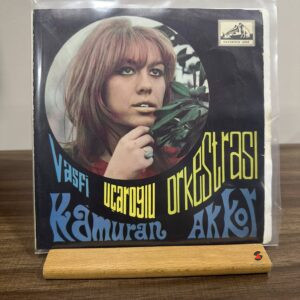 Vasfi uçaroğlu orkestrası
Kamuran Akkor